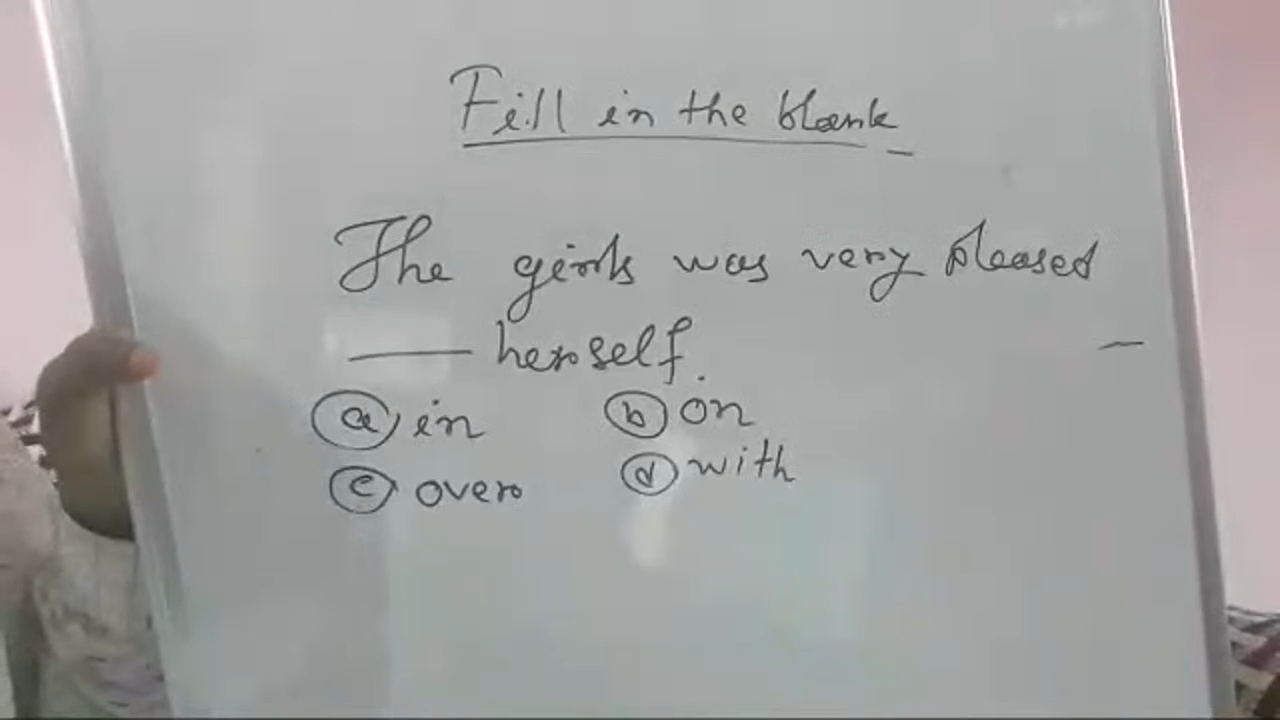 Fill in the blank
The girls was very pleased
—— herself.
(a) in (b) on
(c) over (d) with